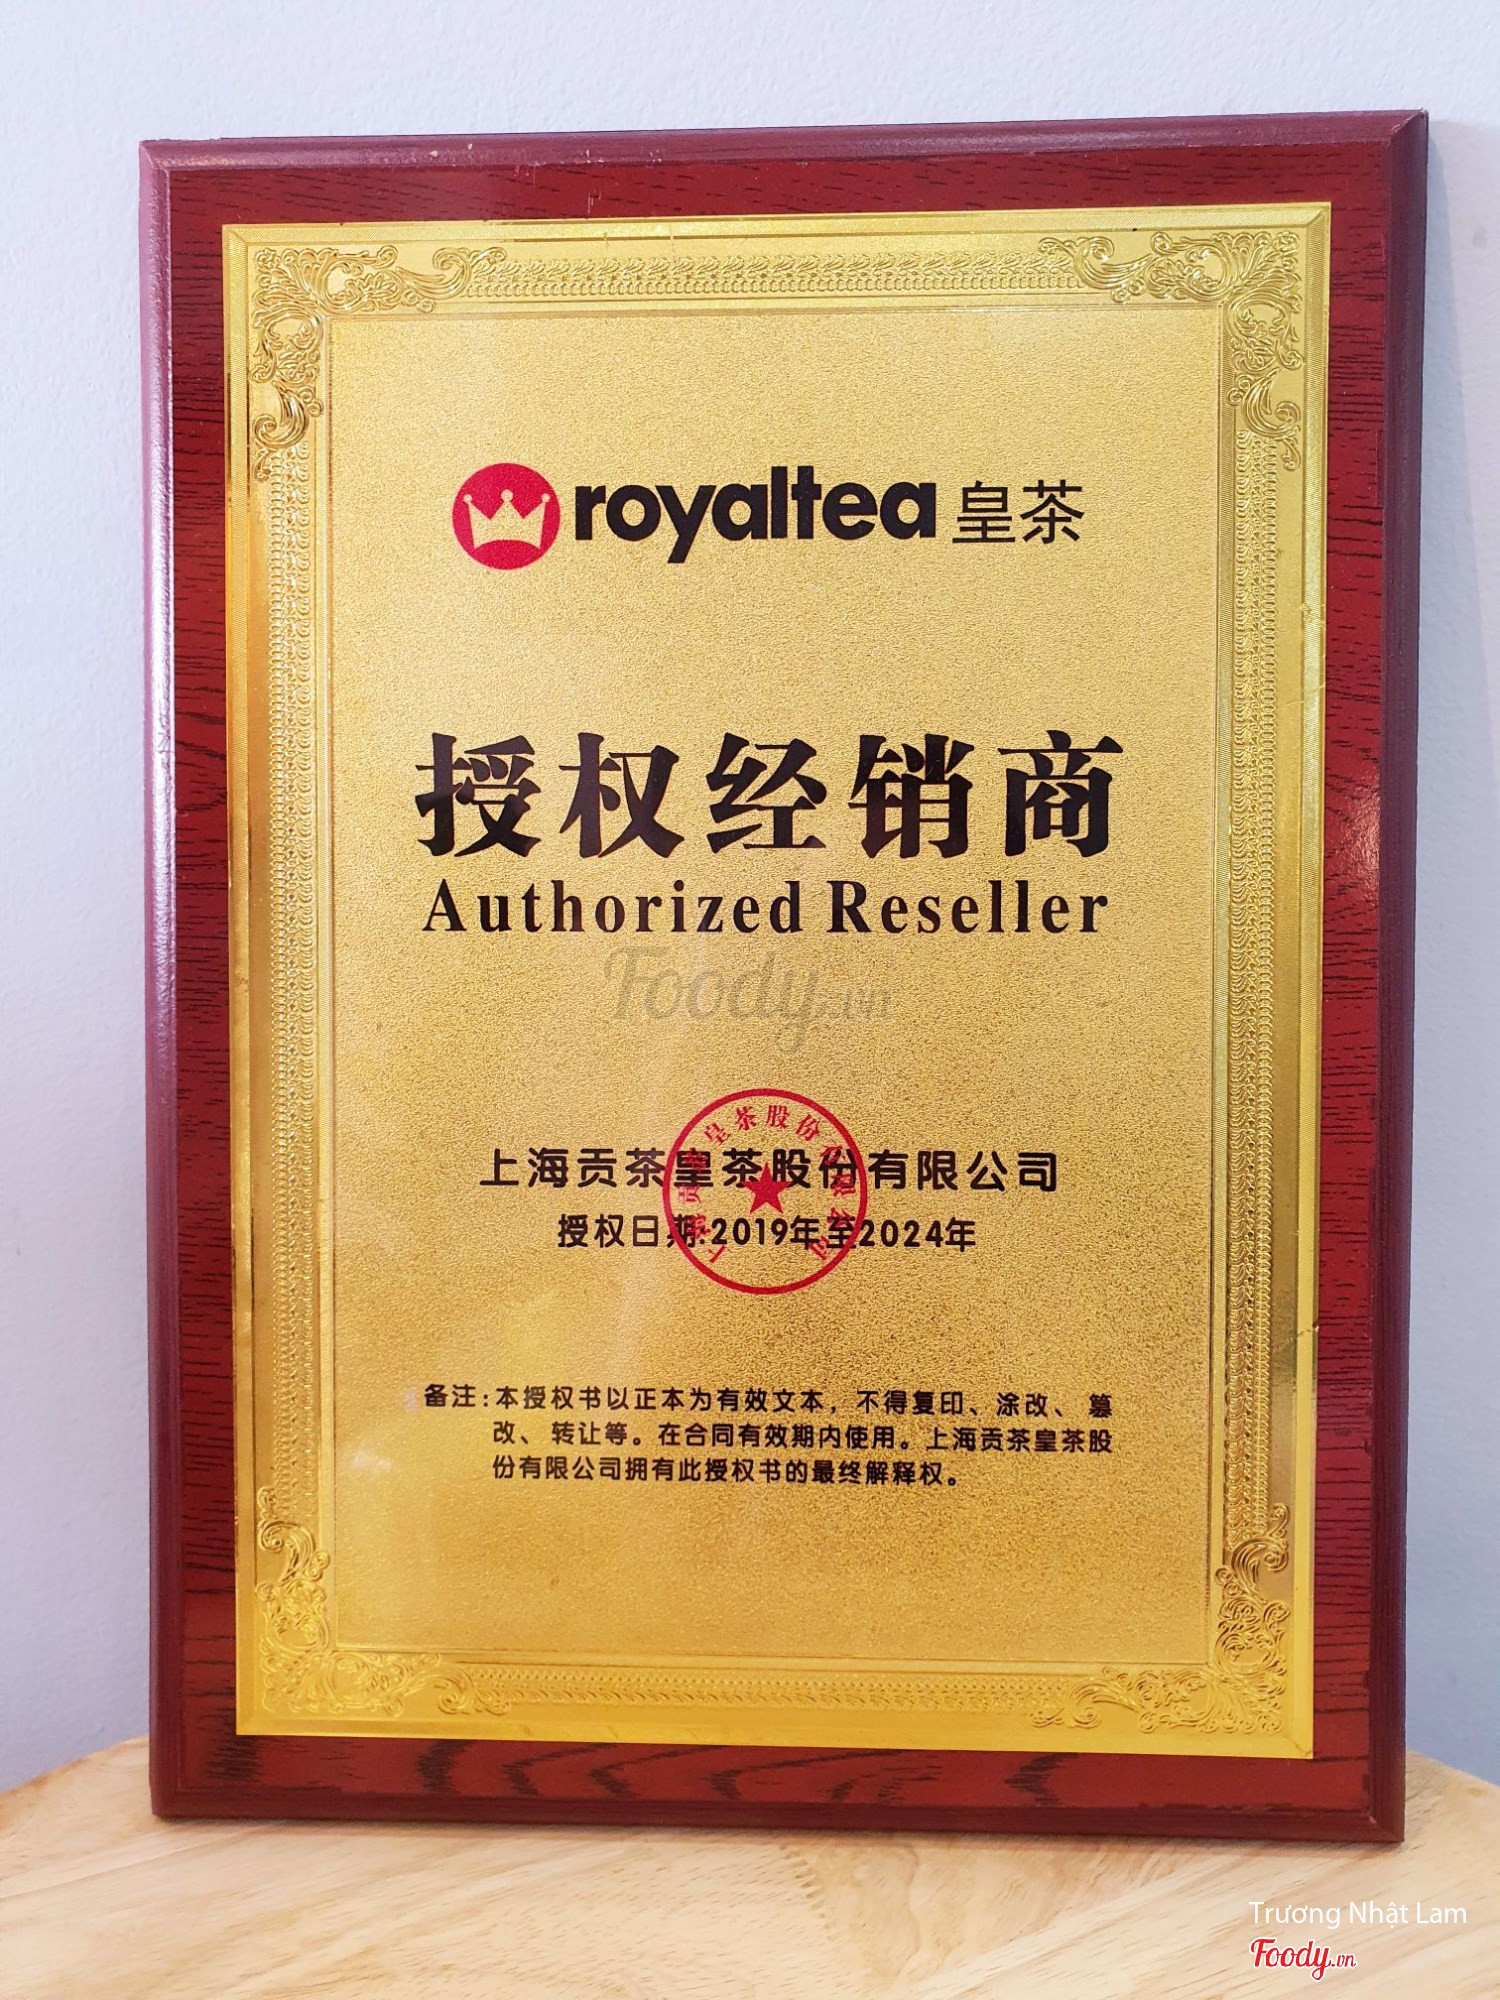 royaltea 皇茶
授权经销商
Authorized Reseller
Foody.vn
上海贡茶皇茶股份有限公司
授权日期:2019年至2024年
备注:本授权书以正本为有效文本，不得复印、涂改、篡
改、转让等。在合同有效期内使用。上海贡茶皇茶股
份有限公司拥有此授权书的最终解释权。
Trương Nhật Lam
Foody.vn